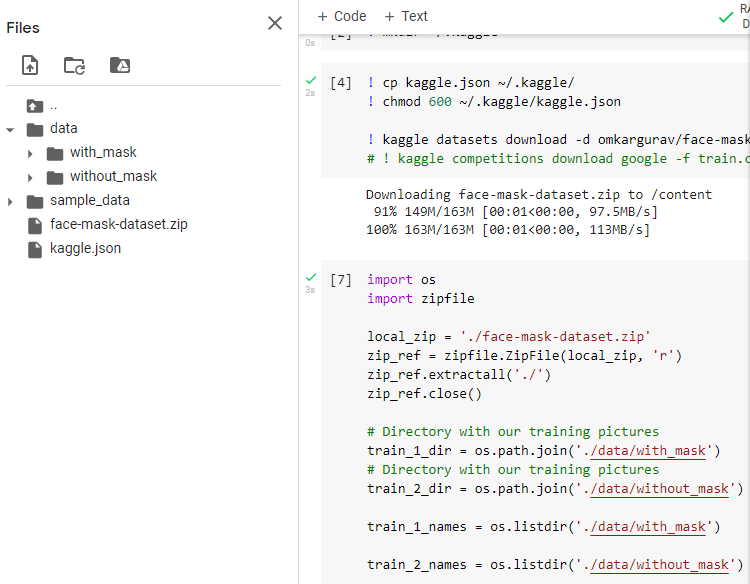 Files
+ Code + Text
..
data
with_mask
without_mask
sample_data
face-mask-dataset.zip
kaggle.json
0s
[4] ! cp kaggle.json ~/.kaggle/
2s ! chmod 600 ~/.kaggle/kaggle.json
! kaggle datasets download -d omkargurav/face-mask
# ! kaggle competitions download google -f train.c
Downloading face-mask-dataset.zip to /content
91% 149M/163M [00:01<00:00, 97.5MB/s]
100% 163M/163M [00:01<00:00, 113MB/s]
[7] import os
3s import zipfile
local_zip = './face-mask-dataset.zip'
zip_ref = zipfile.ZipFile(local_zip, 'r')
zip_ref.extractall('./')
zip_ref.close()
# Directory with our training pictures
train_1_dir = os.path.join('./data/with_mask')
# Directory with our training pictures
train_2_dir = os.path.join('./data/without_mask')
train_1_names = os.listdir('./data/with_mask')
train_2_names = os.listdir('./data/without_mask')